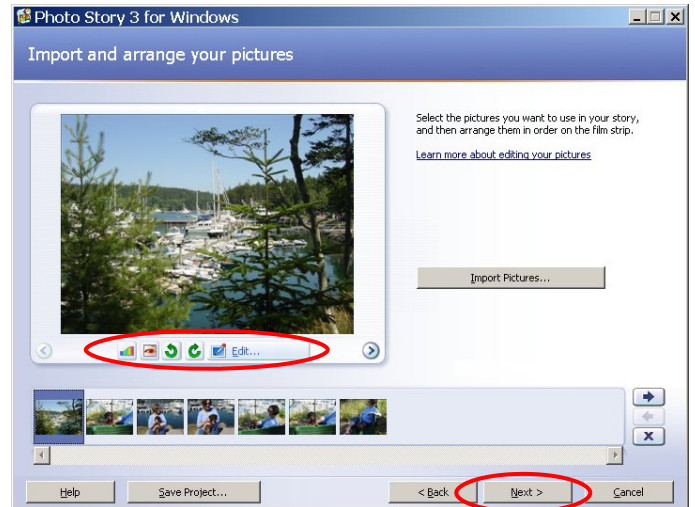 Photo Story 3 for Windows
Import and arrange your pictures
Select the pictures you want to use in your story,
and then arrange them in order on the film strip.
Learn more about editing your pictures
Import Pictures...
Edit...
Help
Save Project...
< Back
Next >
Cancel